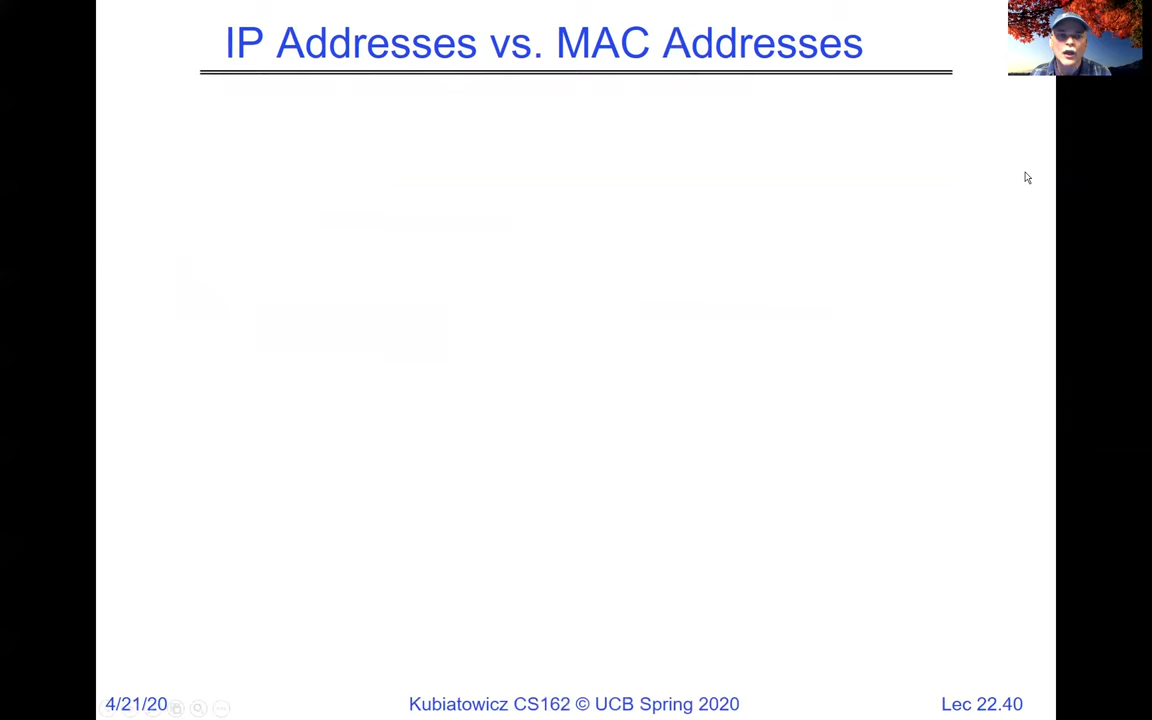 IP Addresses vs. MAC Addresses
4/21/20
Kubiatowicz CS162 © UCB Spring 2020
Lec 22.40